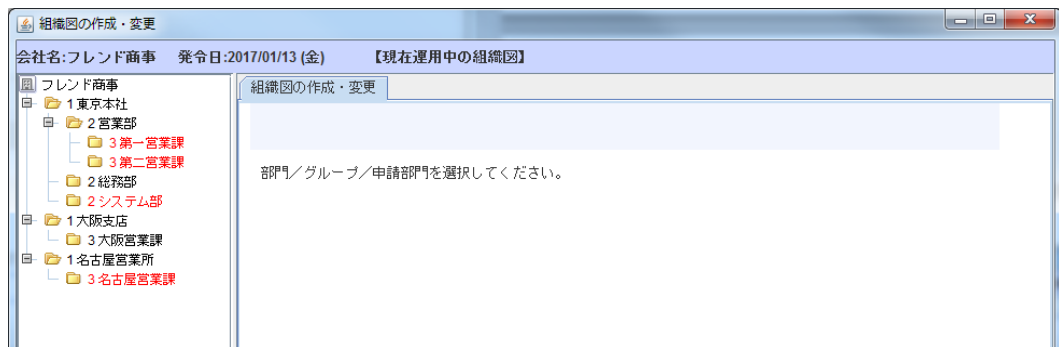 組織図の作成・変更
会社名:フレンド商事 発令日:2017/01/13 (金) 【現在運用中の組織図】
フレンド商事
1東京本社
2営業部
3第一営業課
3第二営業課
2総務部
2システム部
1大阪支店
3大阪営業課
1名古屋営業所
3名古屋営業課
組織図の作成・変更
部門／グループ／申請部門を選択してください。